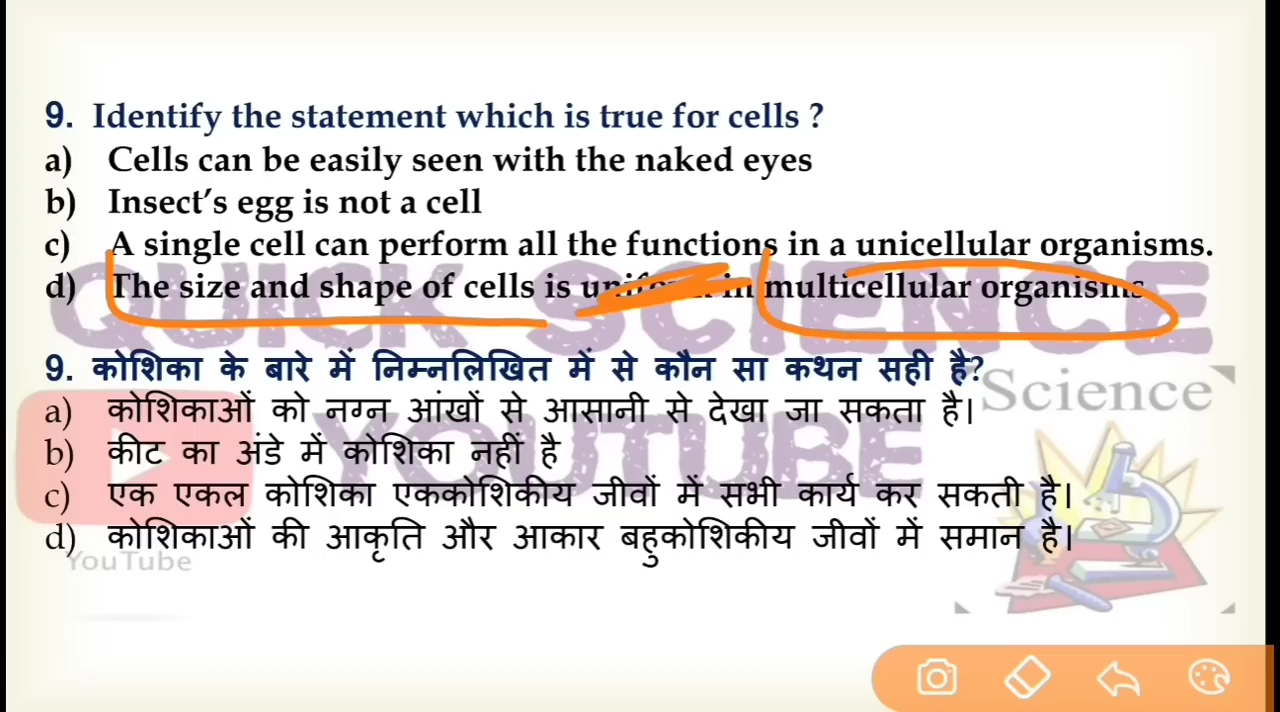 9. Identify the statement which is true for cells ?
a) Cells can be easily seen with the naked eyes
b) Insect's egg is not a cell
c) A single cell can perform all the functions in a unicellular organisms.
d) The size and shape of cells is uniform in multicellular organisms
QUICK SCIENCE
9. कोशिका के बारे में निम्नलिखित में से कौन सा कथन सही है?
Science
a) कोशिकाओं को नग्न आंखों से आसानी से देखा जा सकता है।
b) कीट का अंडे में कोशिका नहीं है
YOUTUBE
c) एक एकल कोशिका एककोशिकीय जीवों में सभी कार्य कर सकती है।
d) कोशिकाओं की आकृति और आकार बहुकोशिकीय जीवों में समान है।
YouTube